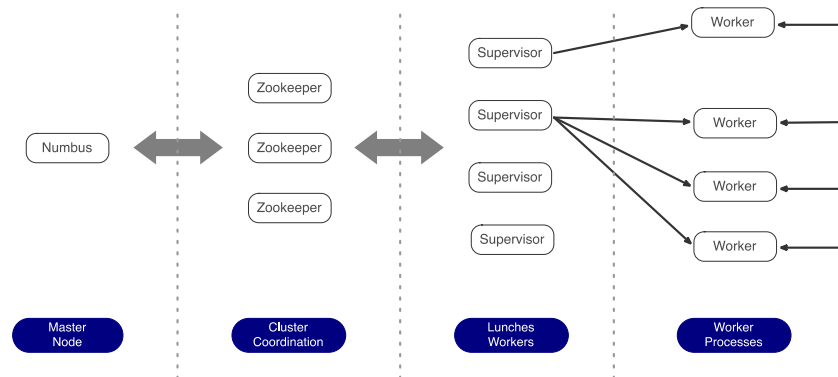 Numbus
Zookeeper
Zookeeper
Zookeeper
Supervisor
Supervisor
Supervisor
Supervisor
Worker
Worker
Worker
Worker
Master
Node
Cluster
Coordination
Lunches
Workers
Worker
Processes